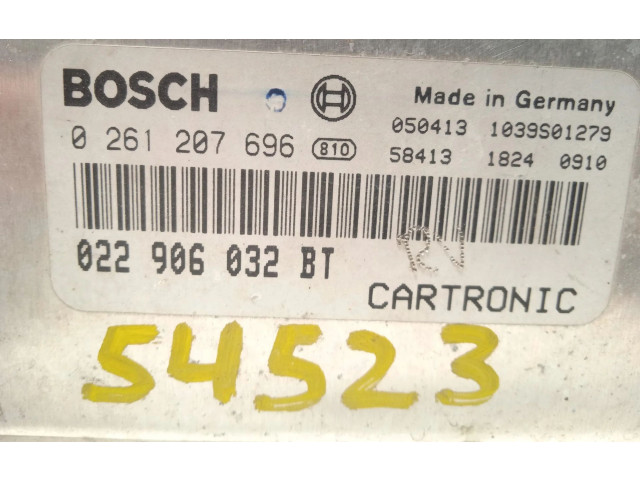 BOSCH
Made in Germany
0 261 207 696 810
050413 1039S01279
58413 1824 0910
022 906 032 BT
CARTRONIC
54523